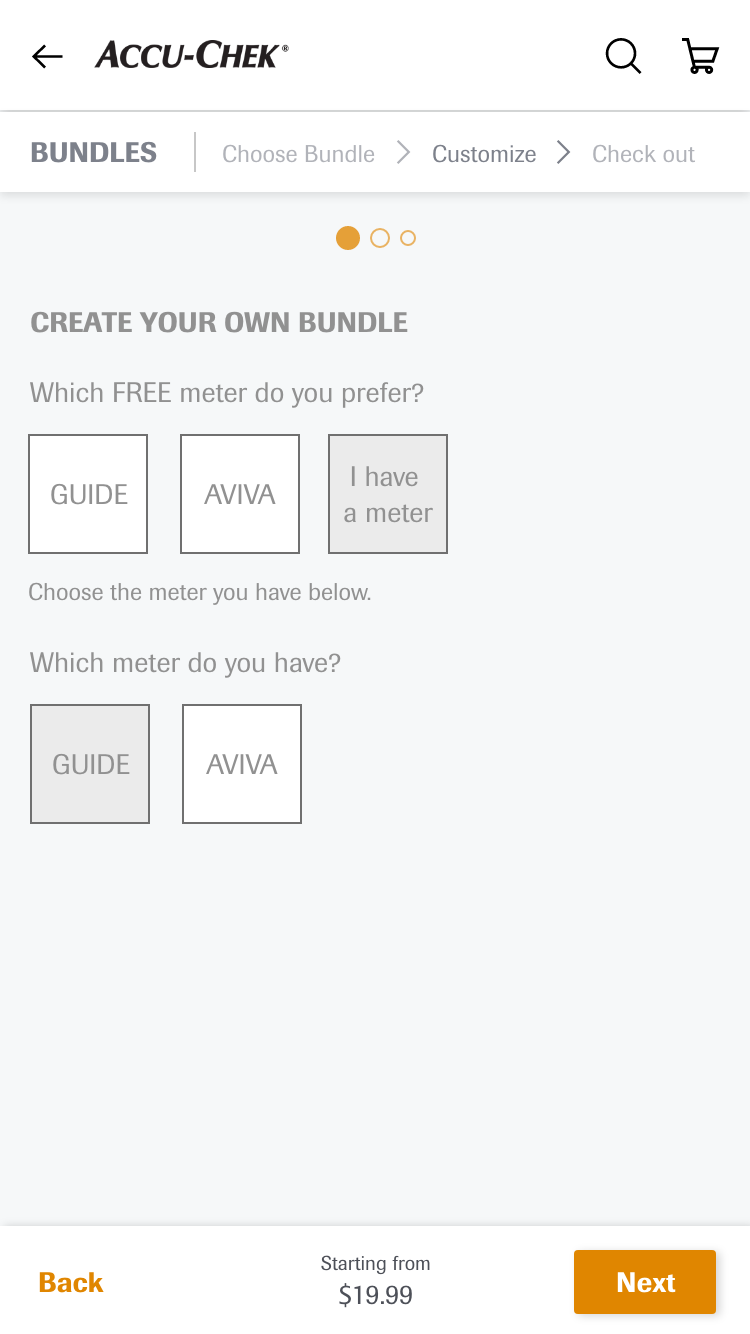 ACCU-CHEK®
BUNDLES Choose Bundle Customize Check out
CREATE YOUR OWN BUNDLE
Which FREE meter do you prefer?
GUIDE
AVIVA
I have
a meter
Choose the meter you have below.
Which meter do you have?
GUIDE
AVIVA
Back
Starting from
$19.99
Next